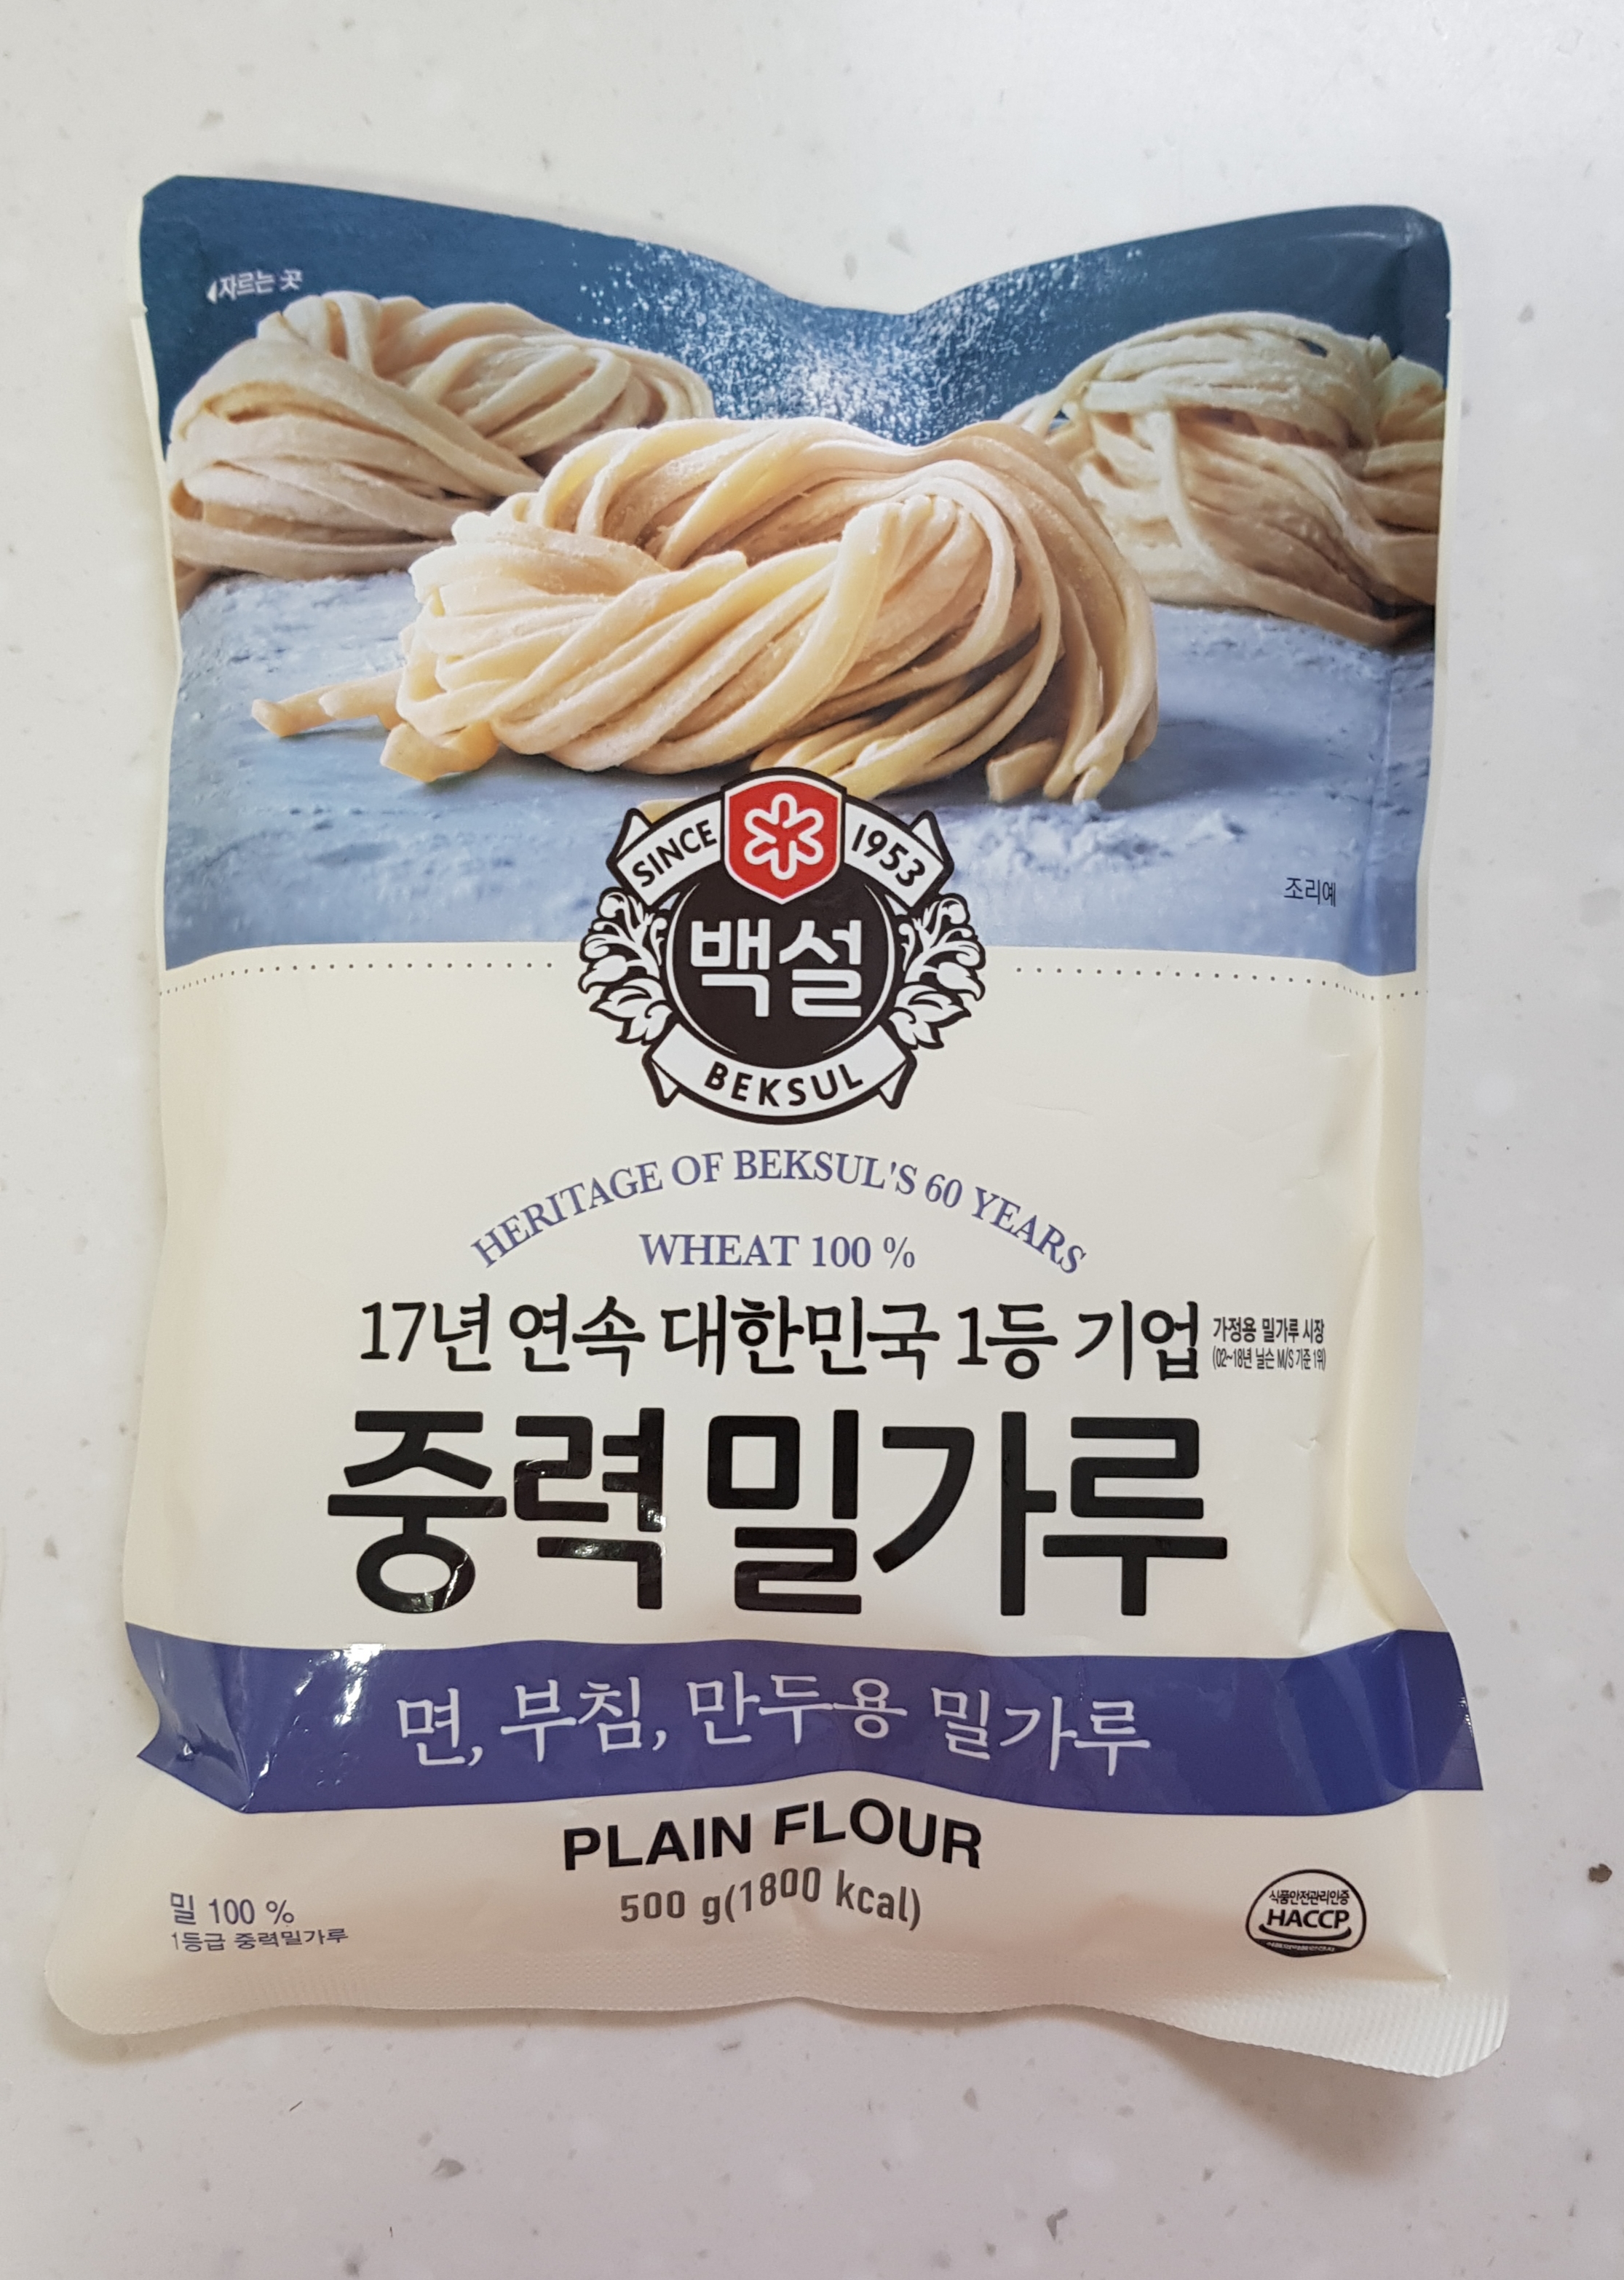 자르는 곳
SINCE 1953
백설
BEKSUL
조리예
HERITAGE OF BEKSUL'S 60 YEARS
WHEAT 100 %
17년 연속 대한민국 1등 기업
가정용 밀가루 시장
(02~18년 닐슨 M/S 기준 1위)
중력 밀가루
면, 부침, 만두용 밀가루
PLAIN FLOUR
500 g(1800 kcal)
밀 100 %
1등급 중력밀가루
식품안전관리인증
HACCP